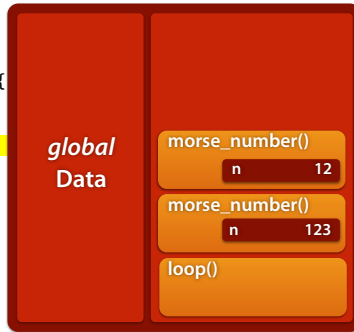 {
global
Data
morse_number()
n 12
morse_number()
n 123
loop()